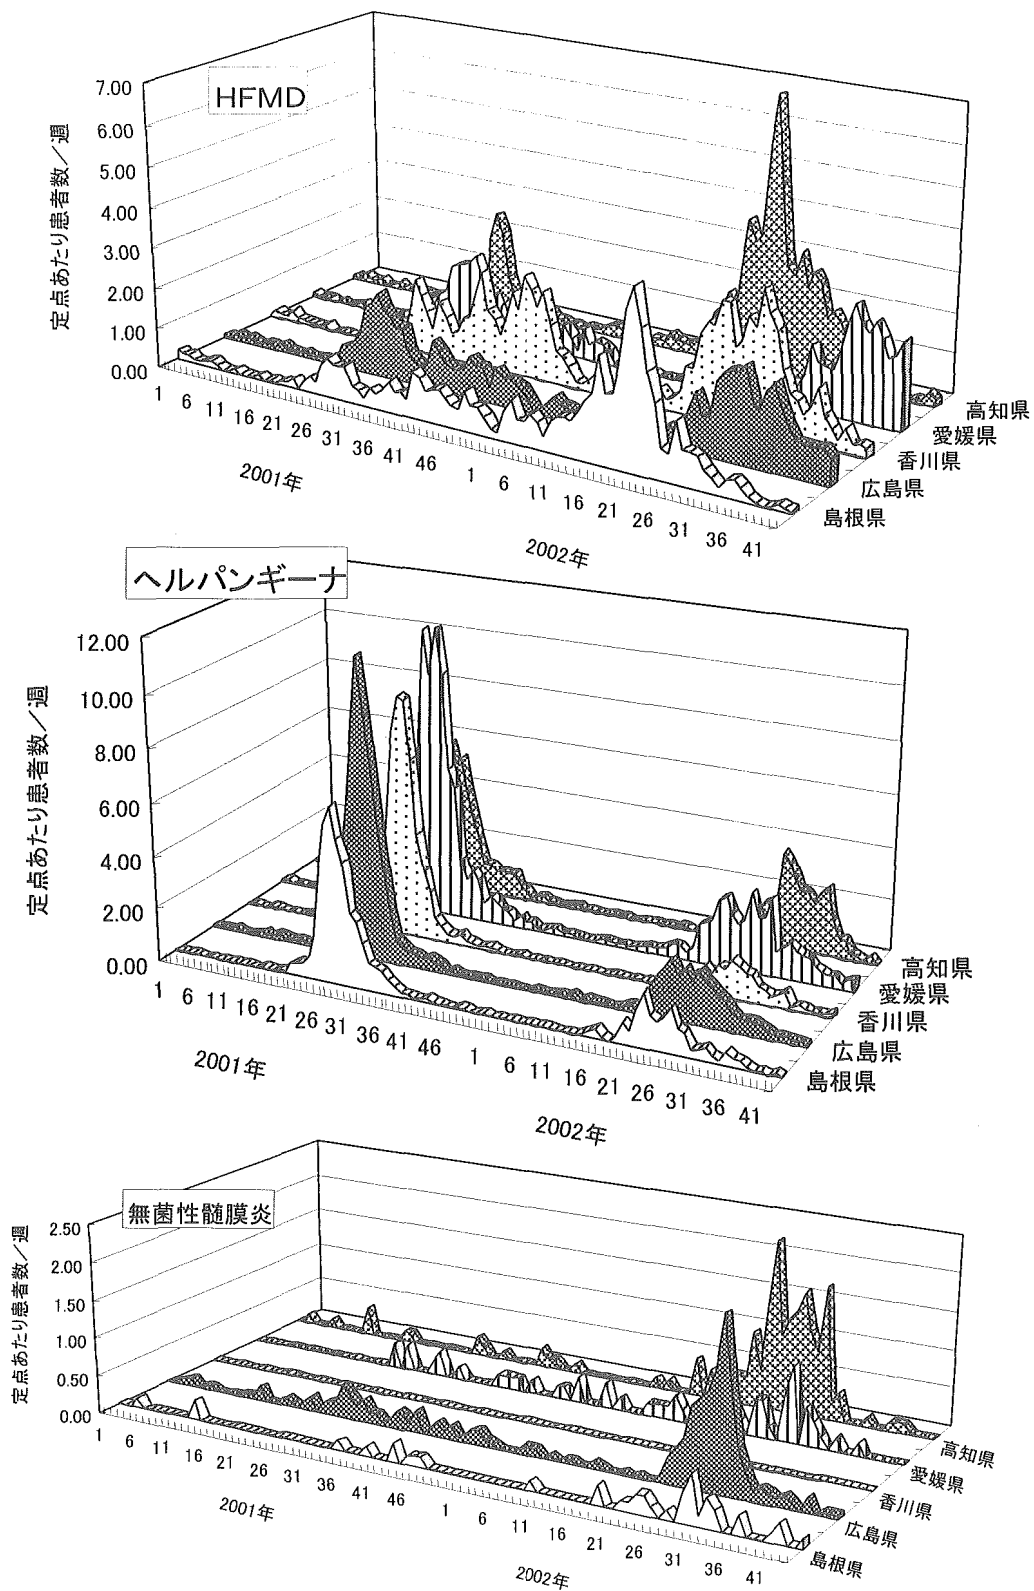 HFMD
定点あたり患者数／週
7.00
6.00
5.00
4.00
3.00
2.00
1.00
0.00
1 6 11 16 21 26 31 36 41 46 1 6 11 16 21 26 31 36 41
2001年
2002年
高知県
愛媛県
香川県
広島県
島根県
ヘルパンギーナ
定点あたり患者数／週
12.00
10.00
8.00
6.00
4.00
2.00
0.00
1 6 11 16 21 26 31 36 41 46 1 6 11 16 21 26 31 36 41
2001年
2002年
高知県
愛媛県
香川県
広島県
島根県
無菌性髄膜炎
定点あたり患者数／週
2.50
2.00
1.50
1.00
0.50
0.00
1 6 11 16 21 26 31 36 41 46 1 6 11 16 21 26 31 36 41
2001年
2002年
高知県
愛媛県
香川県
広島県
島根県